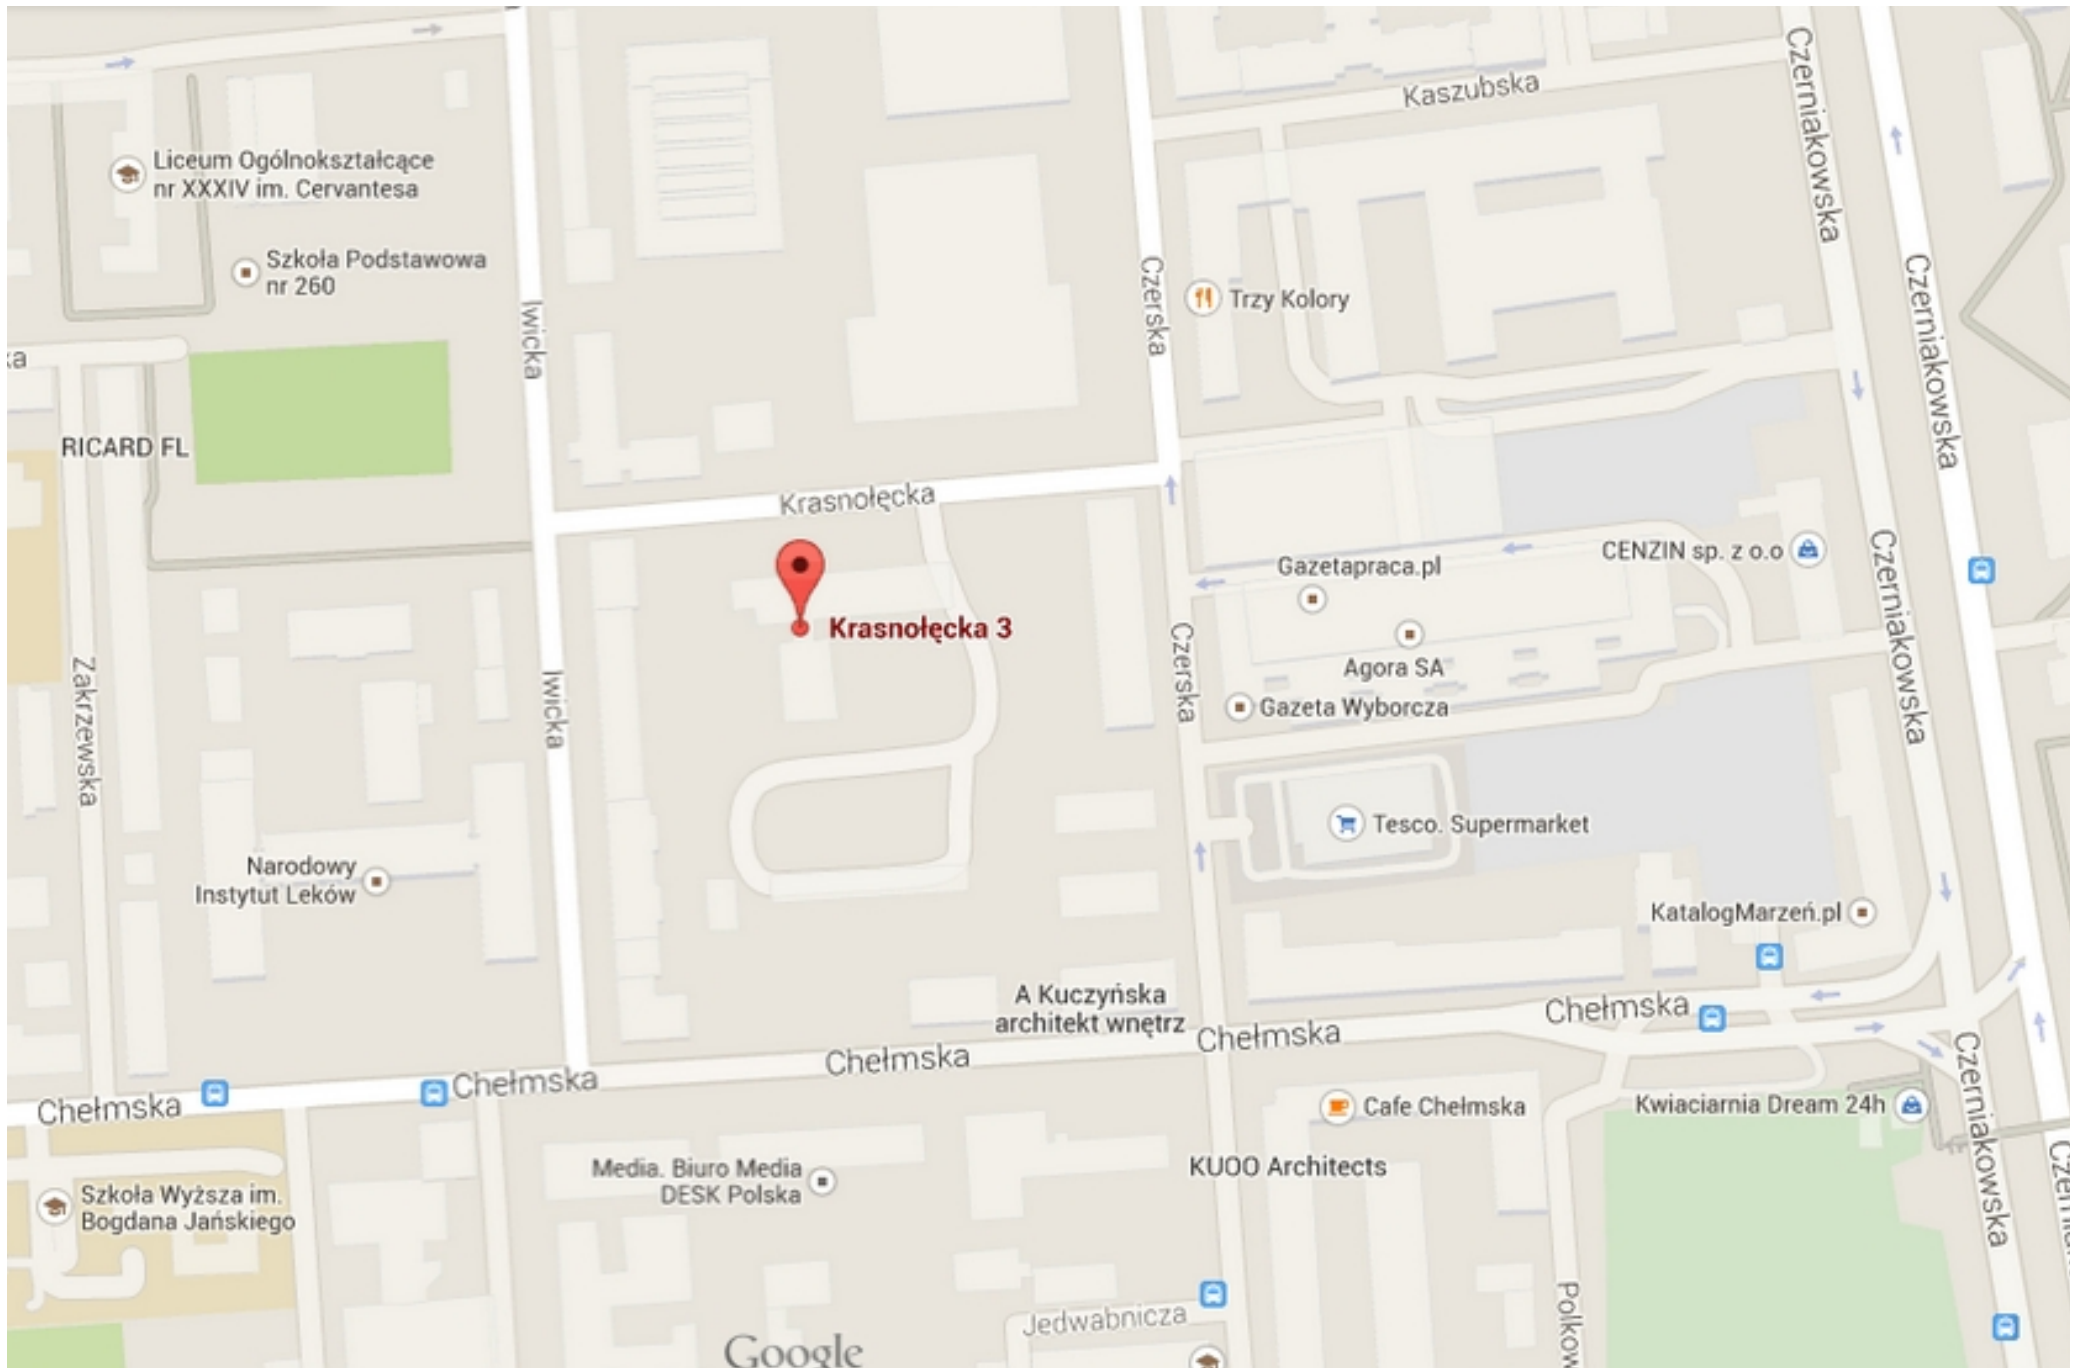 Kaszubska
Czerniakowska
Liceum Ogólnokształcące
nr XXXIV im. Cervantesa
Szkoła Podstawowa
nr 260
Iwicka
Czerska
Trzy Kolory
Czerniakowska
RICARD FL
Krasnołęcka
Gazetapraca.pl
CENZIN sp. z o.o
Krasnołęcka 3
Agora SA
Gazeta Wyborcza
Zakrzewska
Iwicka
Czerska
Czerniakowska
Tesco. Supermarket
Narodowy
Instytut Leków
KatalogMarzeń.pl
A Kuczyńska
architekt wnętrz
Chełmska
Chełmska
Chełmska
Chełmska
Chełmska
Czerniakowska
Cafe Chełmska
Kwiaciarnia Dream 24h
Media. Biuro Media
DESK Polska
KUOO Architects
Szkoła Wyższa im.
Bogdana Jańskiego
Jedwabnicza
Google